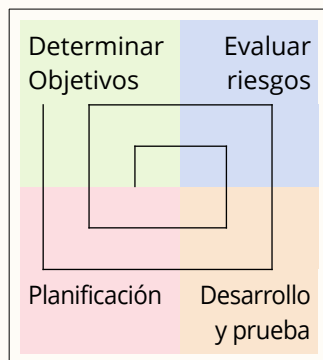 Determinar
Objetivos
Evaluar
riesgos
Planificación
Desarrollo
y prueba